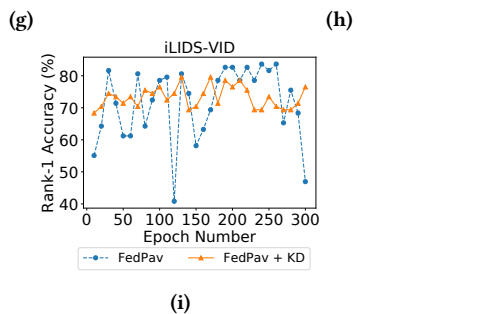 (g) (h)
iLIDS-VID
Rank-1 Accuracy (%)
80
70
60
50
40
0 50 100 150 200 250 300
Epoch Number
FedPav FedPav + KD
(i)